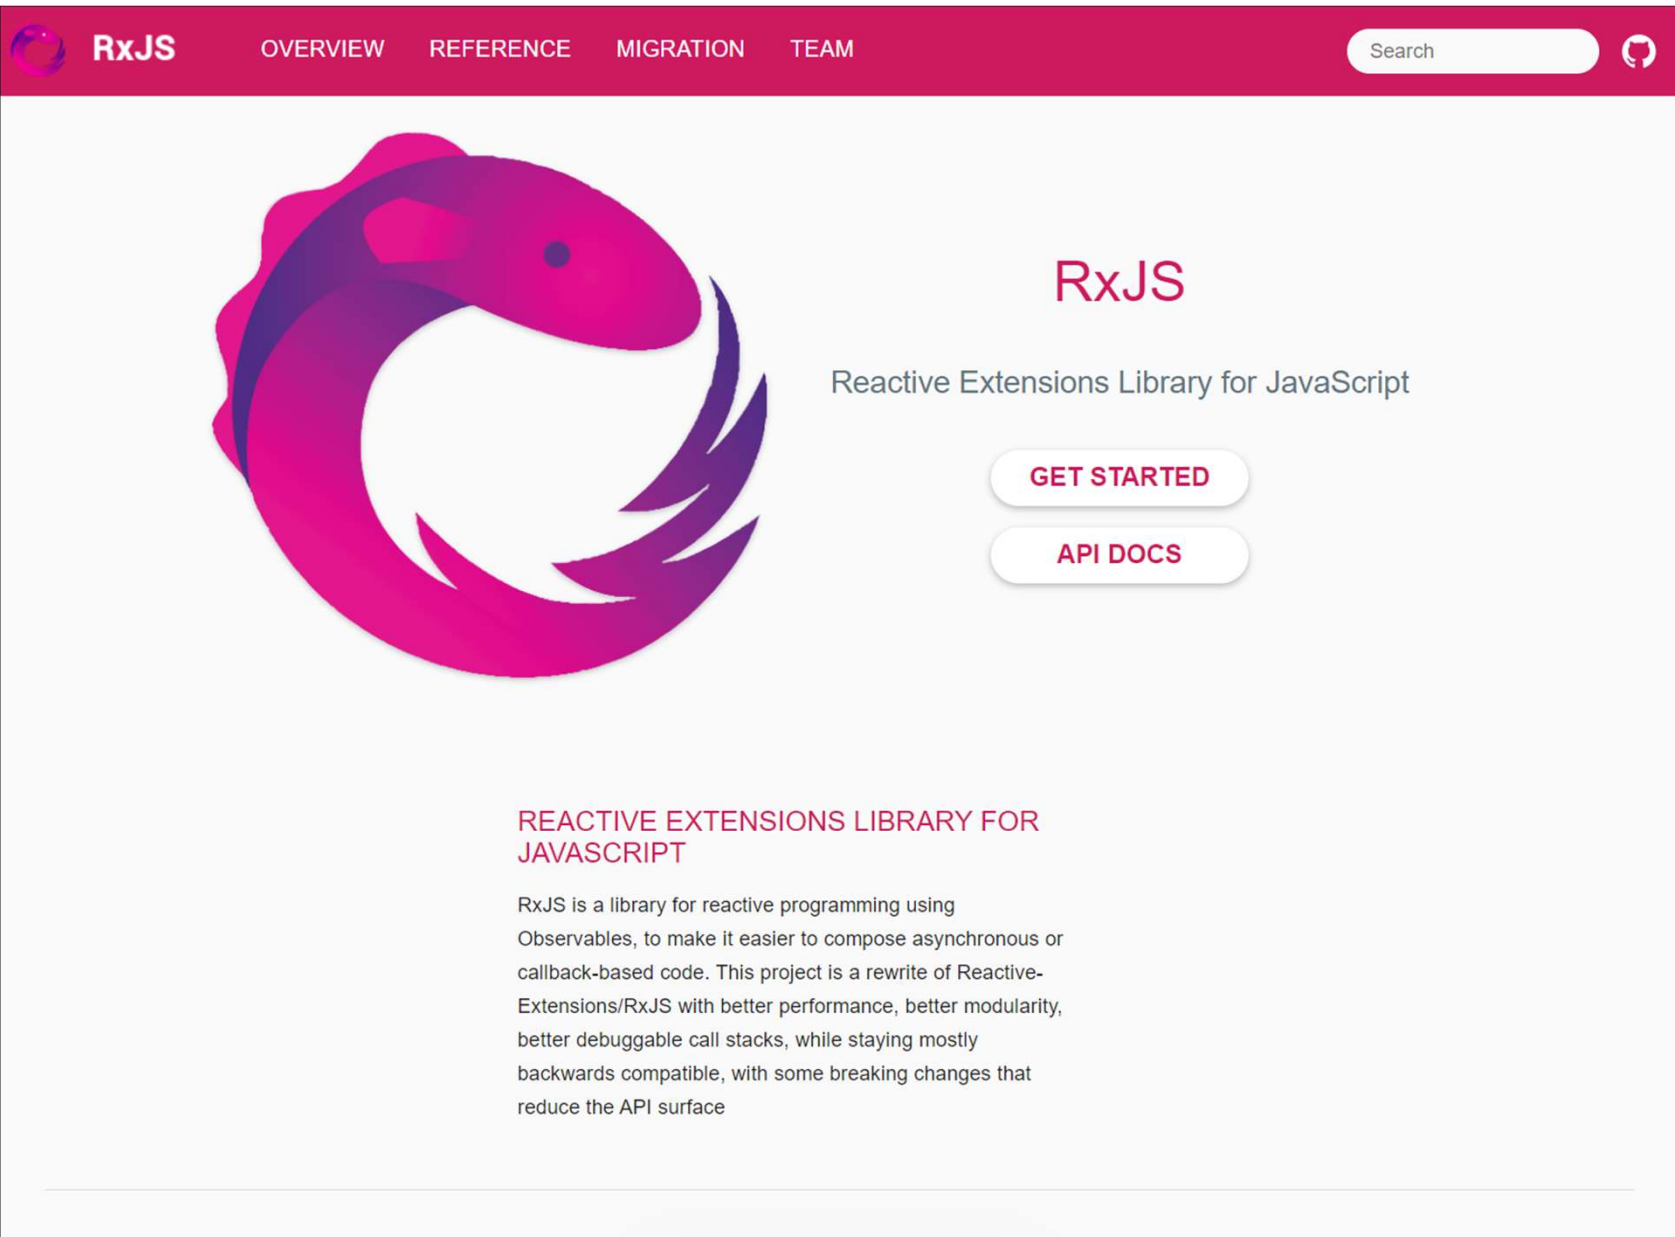 RxJS OVERVIEW REFERENCE MIGRATION TEAM Search
RxJS
Reactive Extensions Library for JavaScript
GET STARTED
API DOCS
REACTIVE EXTENSIONS LIBRARY FOR
JAVASCRIPT
RxJS is a library for reactive programming using
Observables, to make it easier to compose asynchronous or
callback-based code. This project is a rewrite of Reactive-
Extensions/RxJS with better performance, better modularity,
better debuggable call stacks, while staying mostly
backwards compatible, with some breaking changes that
reduce the API surface